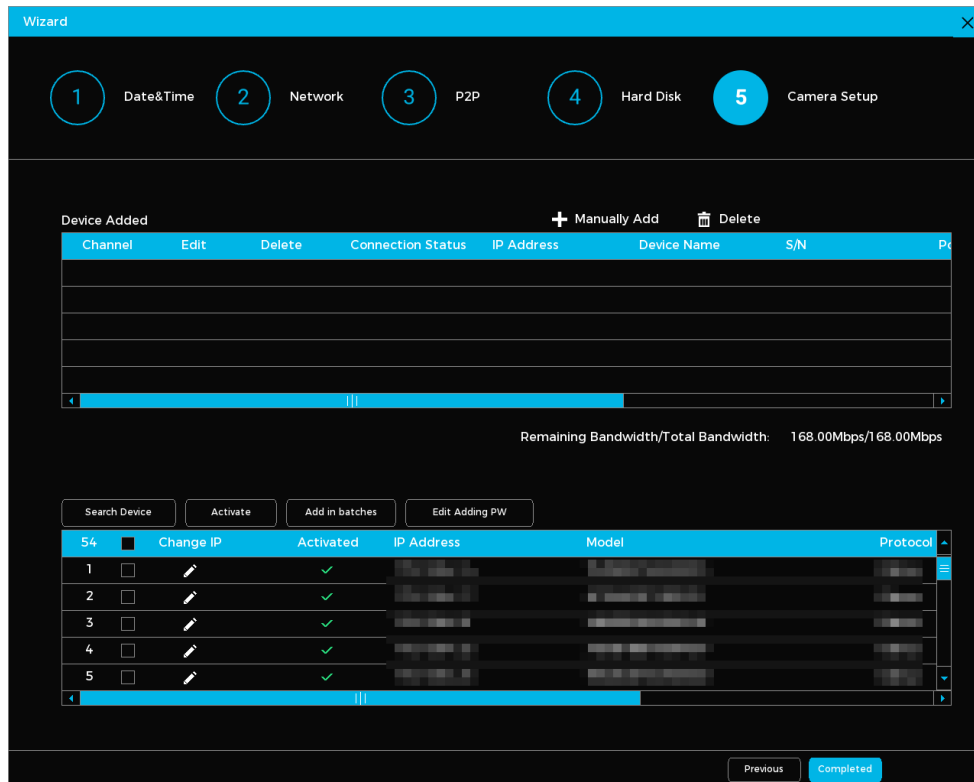 Wizard
1 Date&Time 2 Network 3 P2P 4 Hard Disk 5 Camera Setup
Device Added Manually Add Delete
Channel Edit Delete Connection Status IP Address Device Name S/N
Remaining Bandwidth/Total Bandwidth: 168.00Mbps/168.00Mbps
Search Device Activate Add in batches Edit Adding PW
54 Change IP Activated IP Address Model Protocol
1
2
3
4
5
Previous Completed